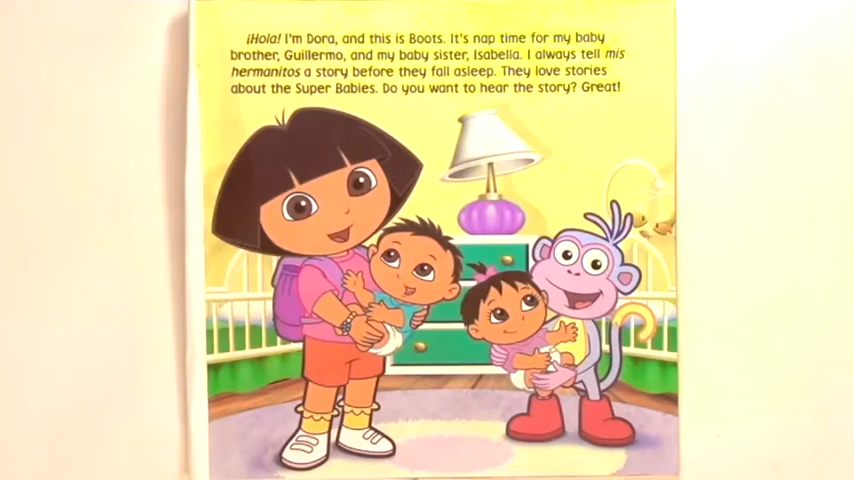 ¡Hola! I'm Dora, and this is Boots. It's nap time for my baby
brother, Guillermo, and my baby sister, Isabella. I always tell mis
hermanitos a story before they fall asleep. They love stories
about the Super Babies. Do you want to hear the story? Great!